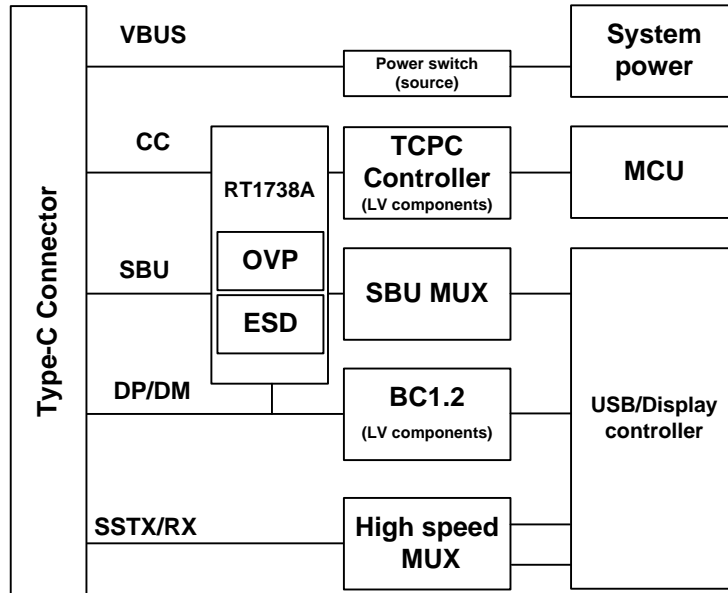 VBUS
Power switch
(source)
System
power
CC
RT1738A
TCPC
Controller
(LV components)
MCU
OVP
SBU
SBU MUX
ESD
Type-C Connector
DP/DM
BC1.2
(LV components)
USB/Display
controller
SSTX/RX
High speed
MUX